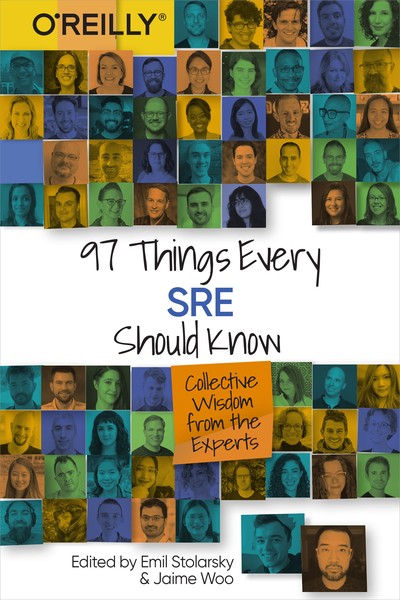 O'REILLY®
97 Things Every
SRE
Should Know
Collective
Wisdom
from the
Experts
Edited by Emil Stolarsky
& Jaime Woo